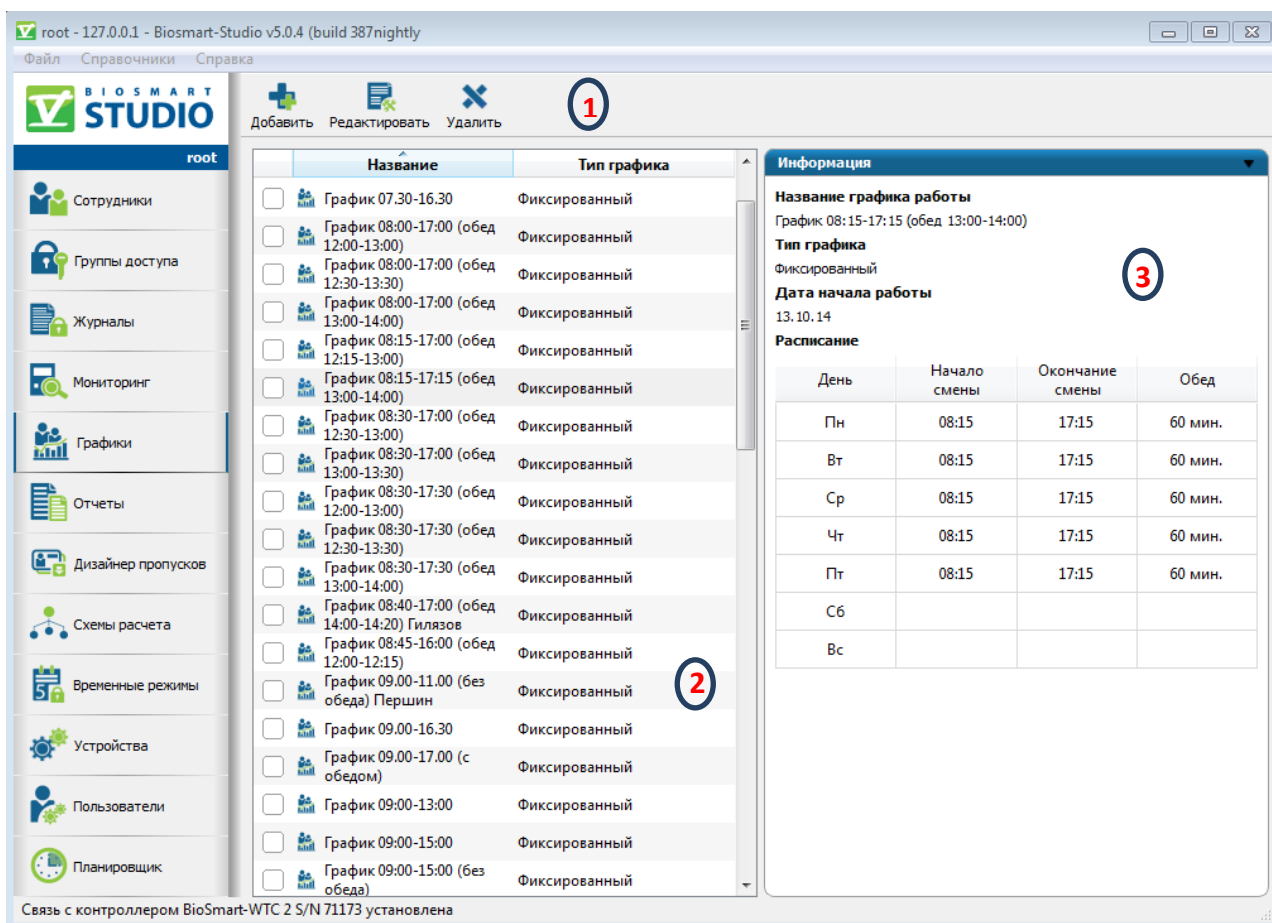 root - 127.0.0.1 - Biosmart-Studio v5.0.4 (build 387nightly
Файл Справочники Справка
BIOSMART
STUDIO
root
Сотрудники
Группы доступа
Журналы
Мониторинг
Графики
Отчеты
Дизайнер пропусков
Схемы расчета
Временные режимы
5
Устройства
Пользователи
Планировщик
Добавить Редактировать Удалить
1
Название Тип графика
График 07.30-16.30 Фиксированный
График 08:00-17:00 (обед
12:00-13:00) Фиксированный
График 08:00-17:00 (обед
12:30-13:30) Фиксированный
График 08:00-17:00 (обед
13:00-14:00) Фиксированный
График 08:15-17:00 (обед
12:15-13:00) Фиксированный
График 08:15-17:15 (обед
13:00-14:00) Фиксированный
График 08:30-17:00 (обед
12:30-13:00) Фиксированный
График 08:30-17:00 (обед
13:00-13:30) Фиксированный
График 08:30-17:30 (обед
12:00-13:00) Фиксированный
График 08:30-17:30 (обед
12:30-13:30) Фиксированный
График 08:30-17:30 (обед
13:00-14:00) Фиксированный
График 08:40-17:00 (обед
14:00-14:20) Гилязов Фиксированный
График 08:45-16:00 (обед
12:00-12:15) Фиксированный
График 09.00-11.00 (без
обеда) Першин Фиксированный
2
График 09.00-16.30 Фиксированный
График 09.00-17.00 (с
обедом) Фиксированный
График 09:00-13:00 Фиксированный
График 09:00-15:00 Фиксированный
График 09:00-15:00 (без
обеда) Фиксированный
Информация
Название графика работы
График 08:15-17:15 (обед 13:00-14:00)
Тип графика
Фиксированный
3
Дата начала работы
13.10.14
Расписание
День Начало смены Окончание смены Обед
Пн 08:15 17:15 60 мин.
Вт 08:15 17:15 60 мин.
Ср 08:15 17:15 60 мин.
Чт 08:15 17:15 60 мин.
Пт 08:15 17:15 60 мин.
Сб
Вс
Связь с контроллером BioSmart-WTC 2 S/N 71173 установлена